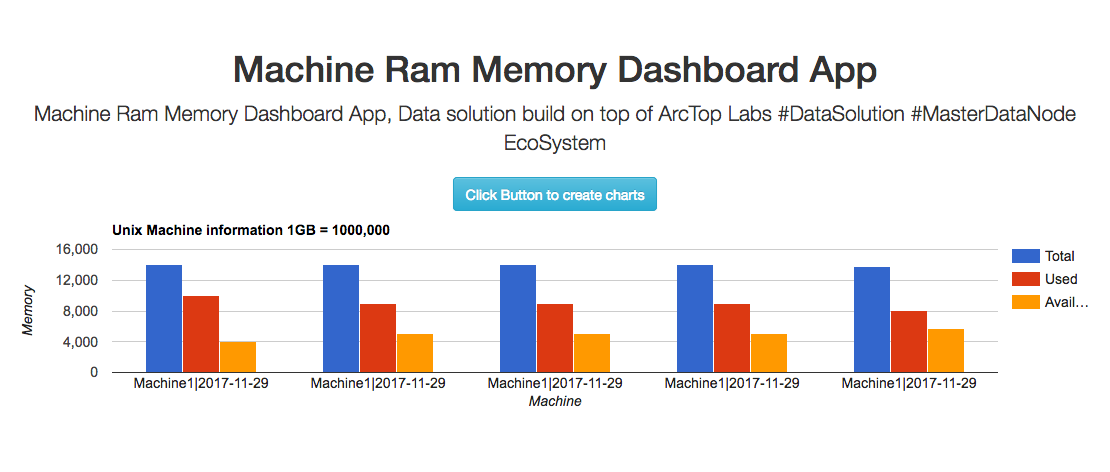 Machine Ram Memory Dashboard App
Machine Ram Memory Dashboard App, Data solution build on top of ArcTop Labs #DataSolution #MasterDataNode
EcoSystem
Click Button to create charts
Unix Machine information 1GB = 1000,000
16,000
12,000
8,000
4,000
0
Memory
Total
Used
Avail…
Machine1|2017-11-29 Machine1|2017-11-29 Machine1|2017-11-29 Machine1|2017-11-29 Machine1|2017-11-29
Machine